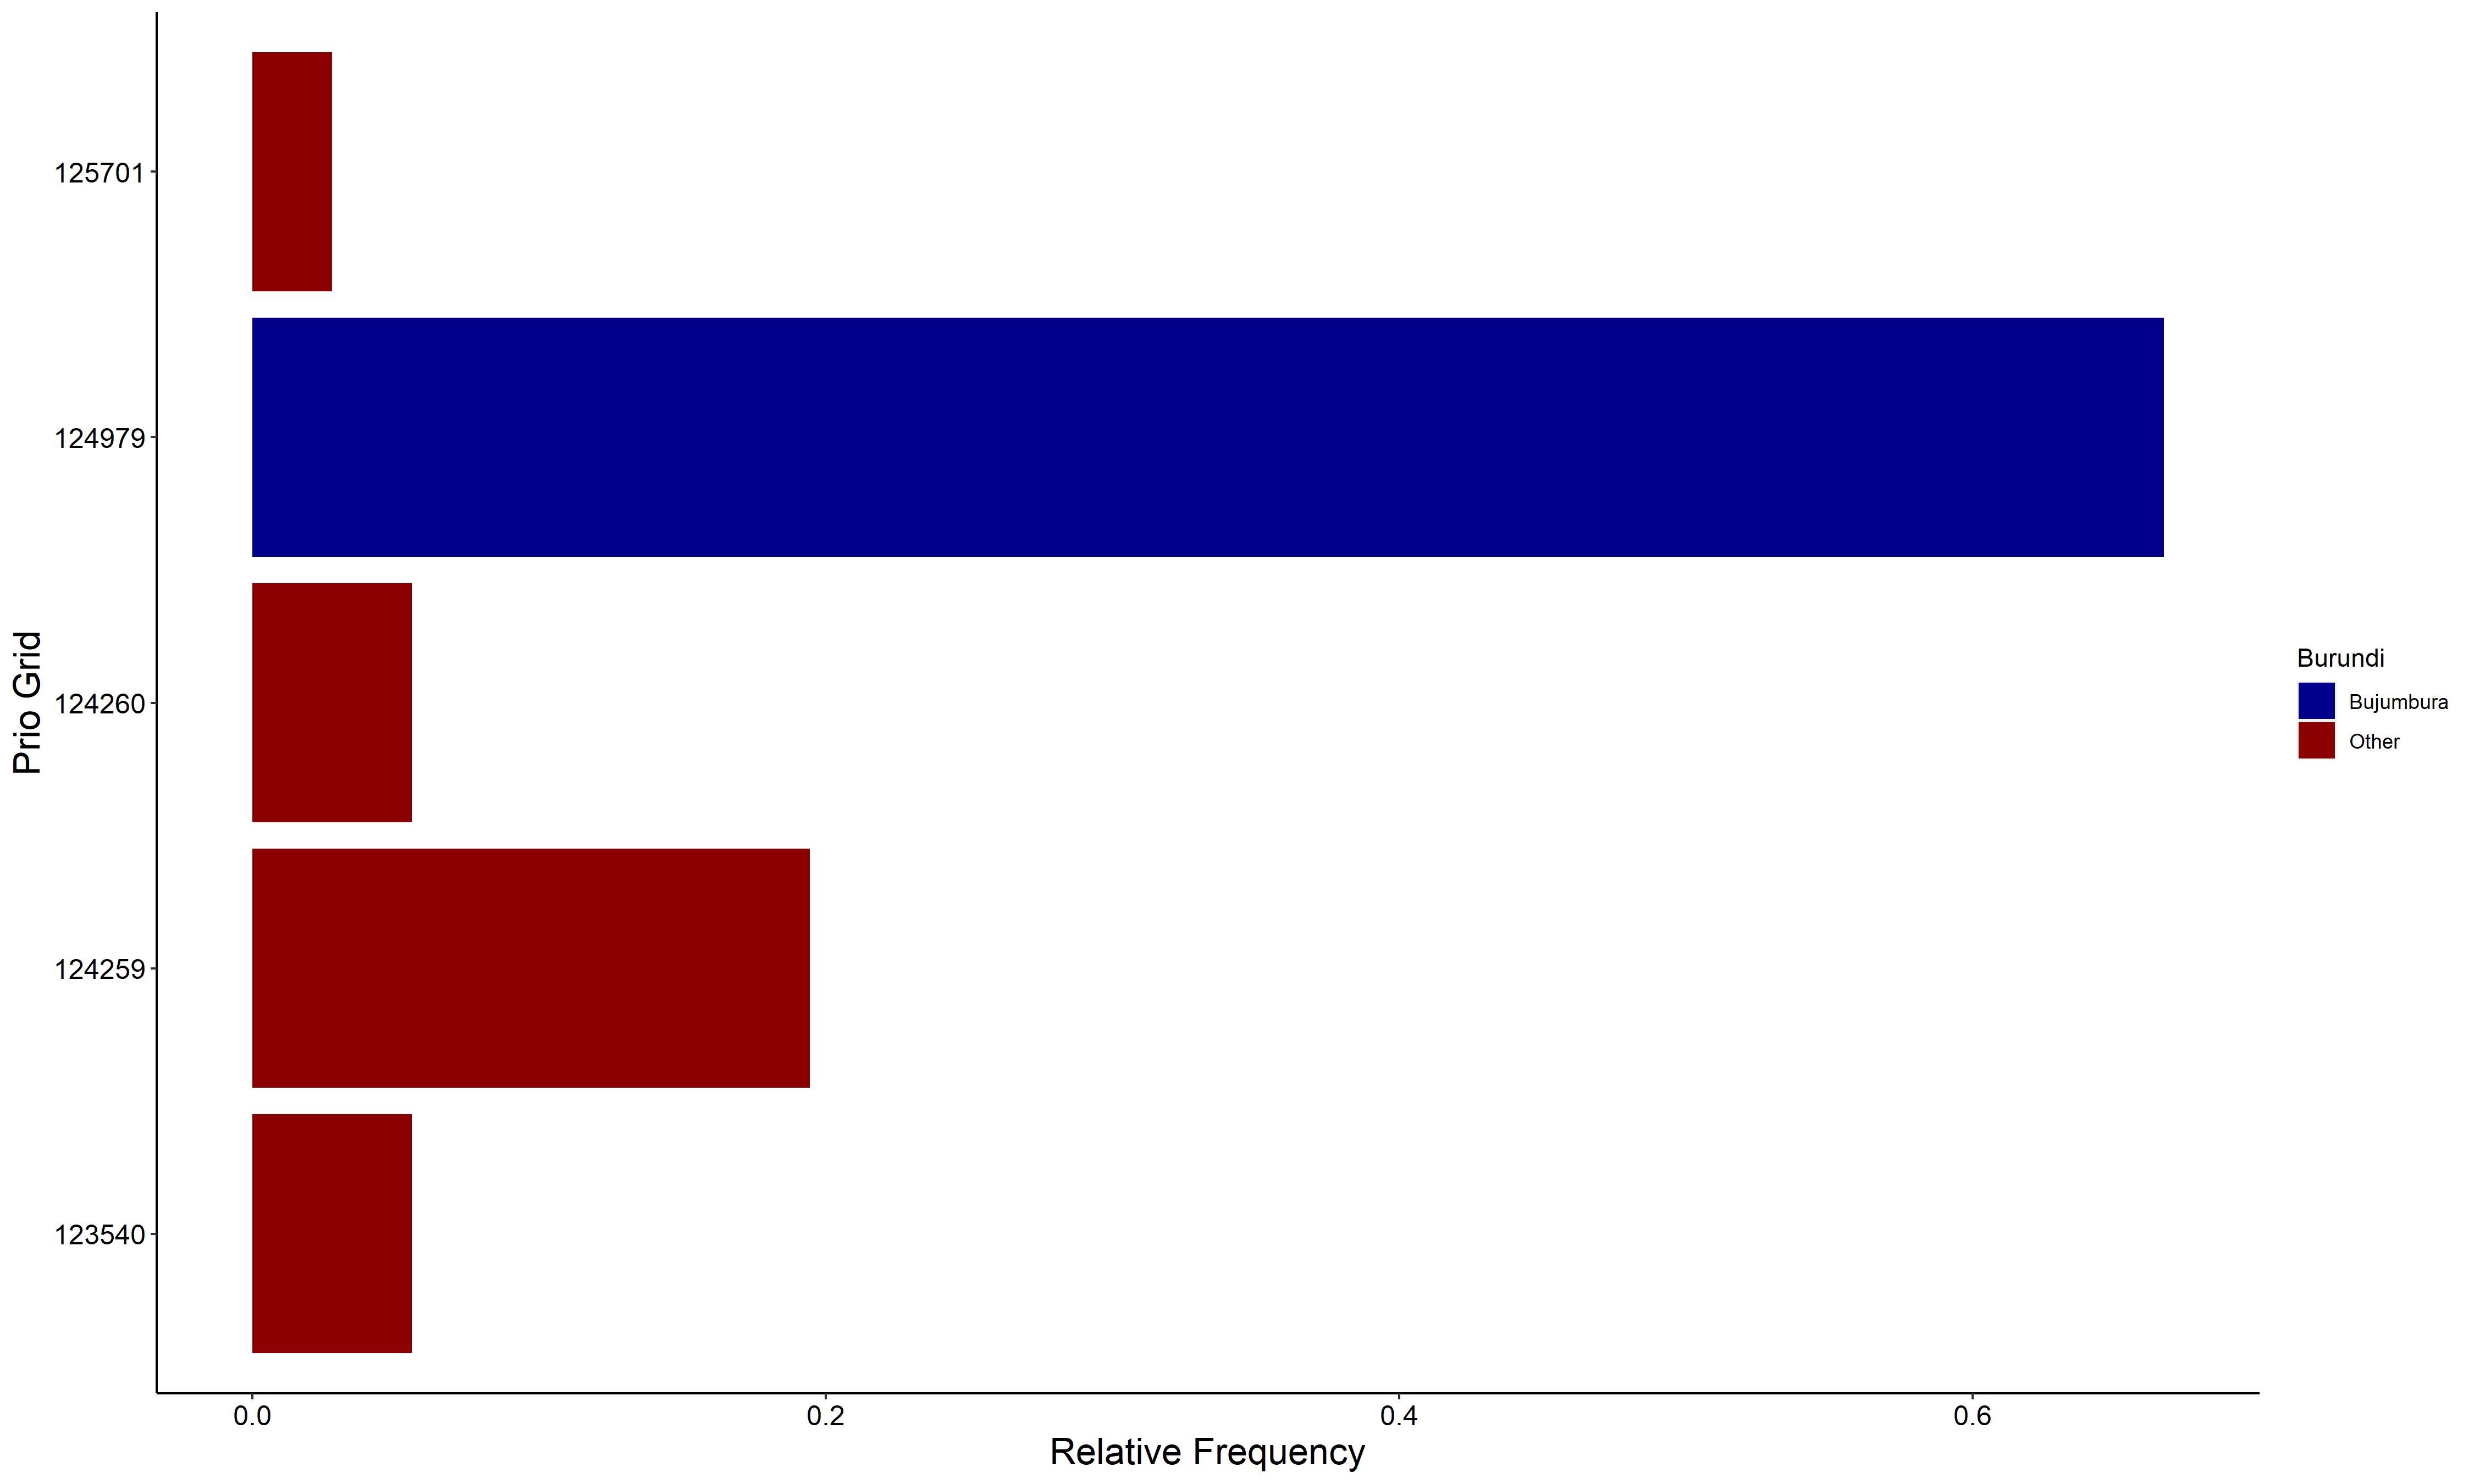 125701
124979
124260
124259
123540
Prio Grid
0.0
0.2
0.4
0.6
Relative Frequency
Burundi
Bujumbura
Other